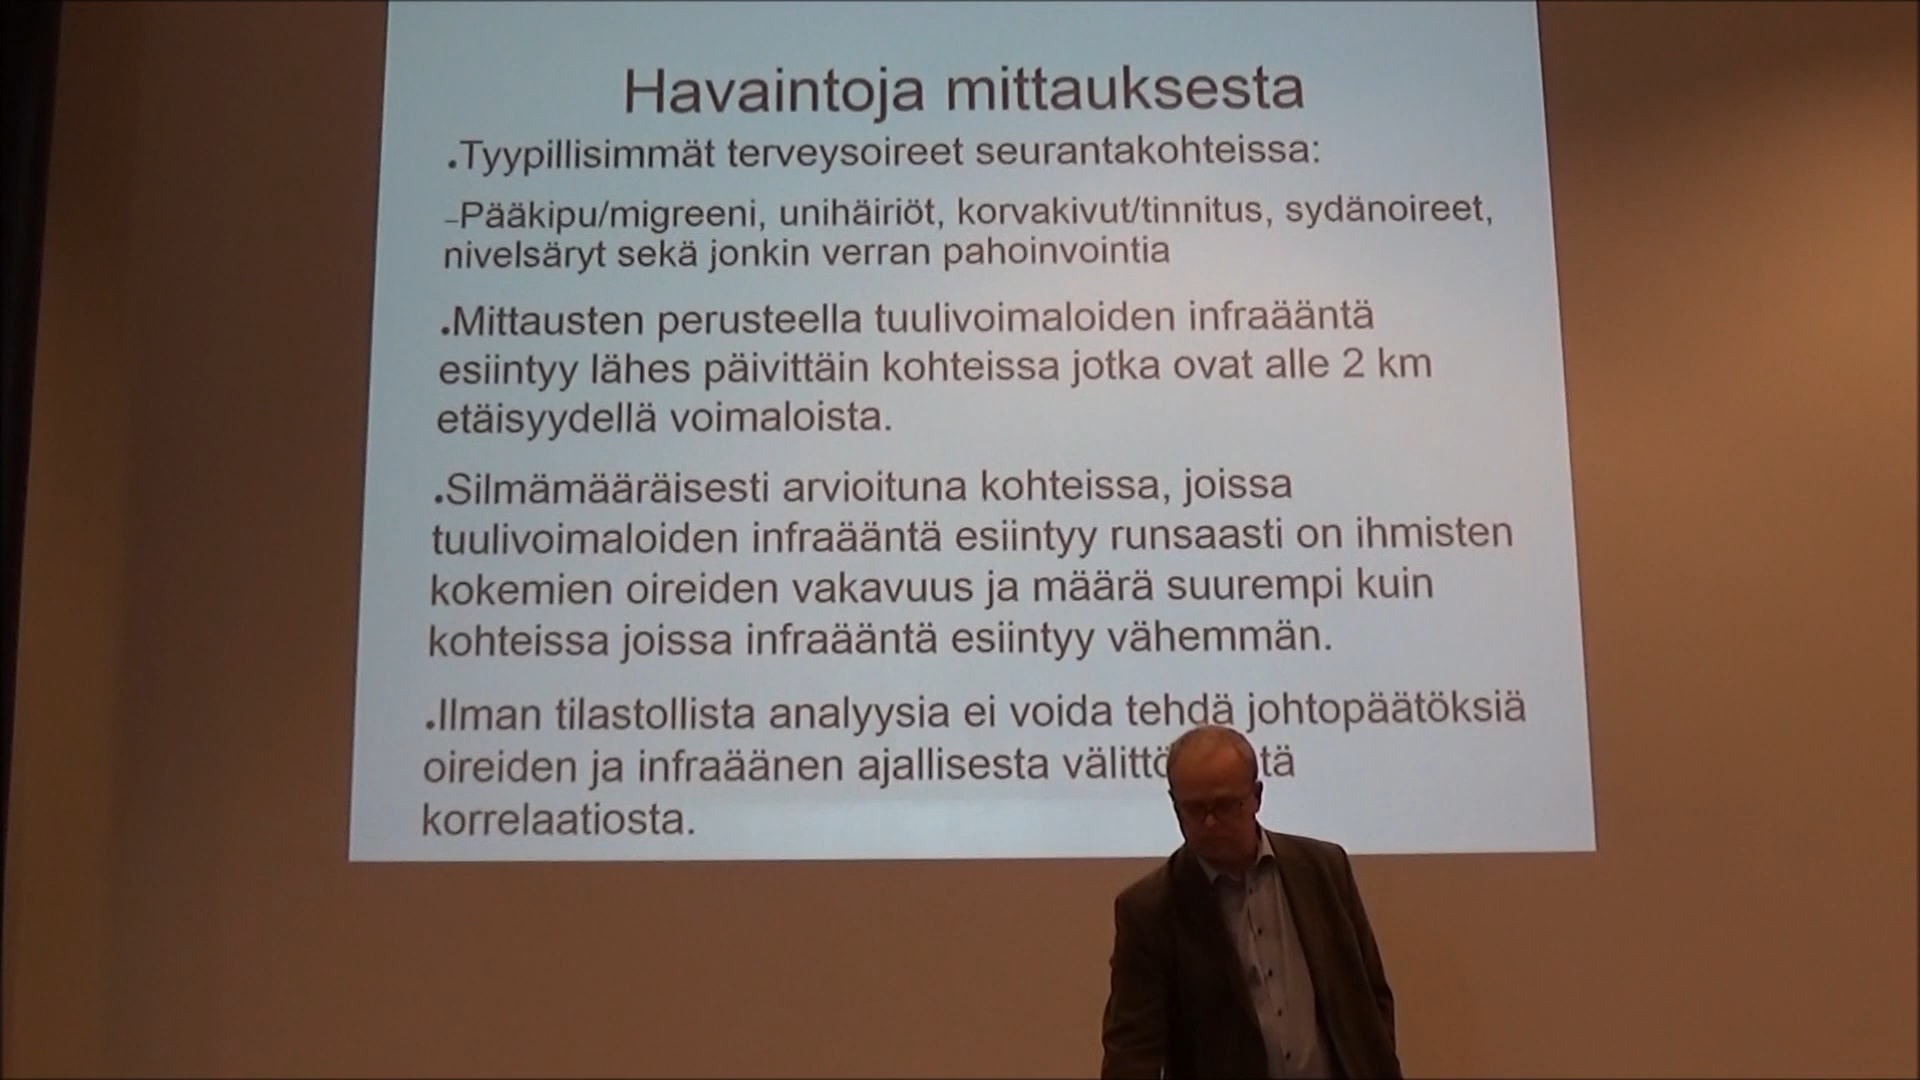 Havaintoja mittauksesta
•Tyypillisimmät terveysoireet seurantakohteissa:
–Pääkipu/migreeni, unihäiriöt, korvakivut/tinnitus, sydänoireet,
nivelsäryt sekä jonkin verran pahoinvointia
•Mittausten perusteella tuulivoimaloiden infraääntä
esiintyy lähes päivittäin kohteissa jotka ovat alle 2 km
etäisyydellä voimaloista.
•Silmämääräisesti arvioituna kohteissa, joissa
tuulivoimaloiden infraääntä esiintyy runsaasti on ihmisten
kokemien oireiden vakavuus ja määrä suurempi kuin
kohteissa joissa infraääntä esiintyy vähemmän.
•Ilman tilastollista analyysia ei voida tehdä johtopäätöksiä
oireiden ja infraäänen ajallisesta
korrelaatiosta.